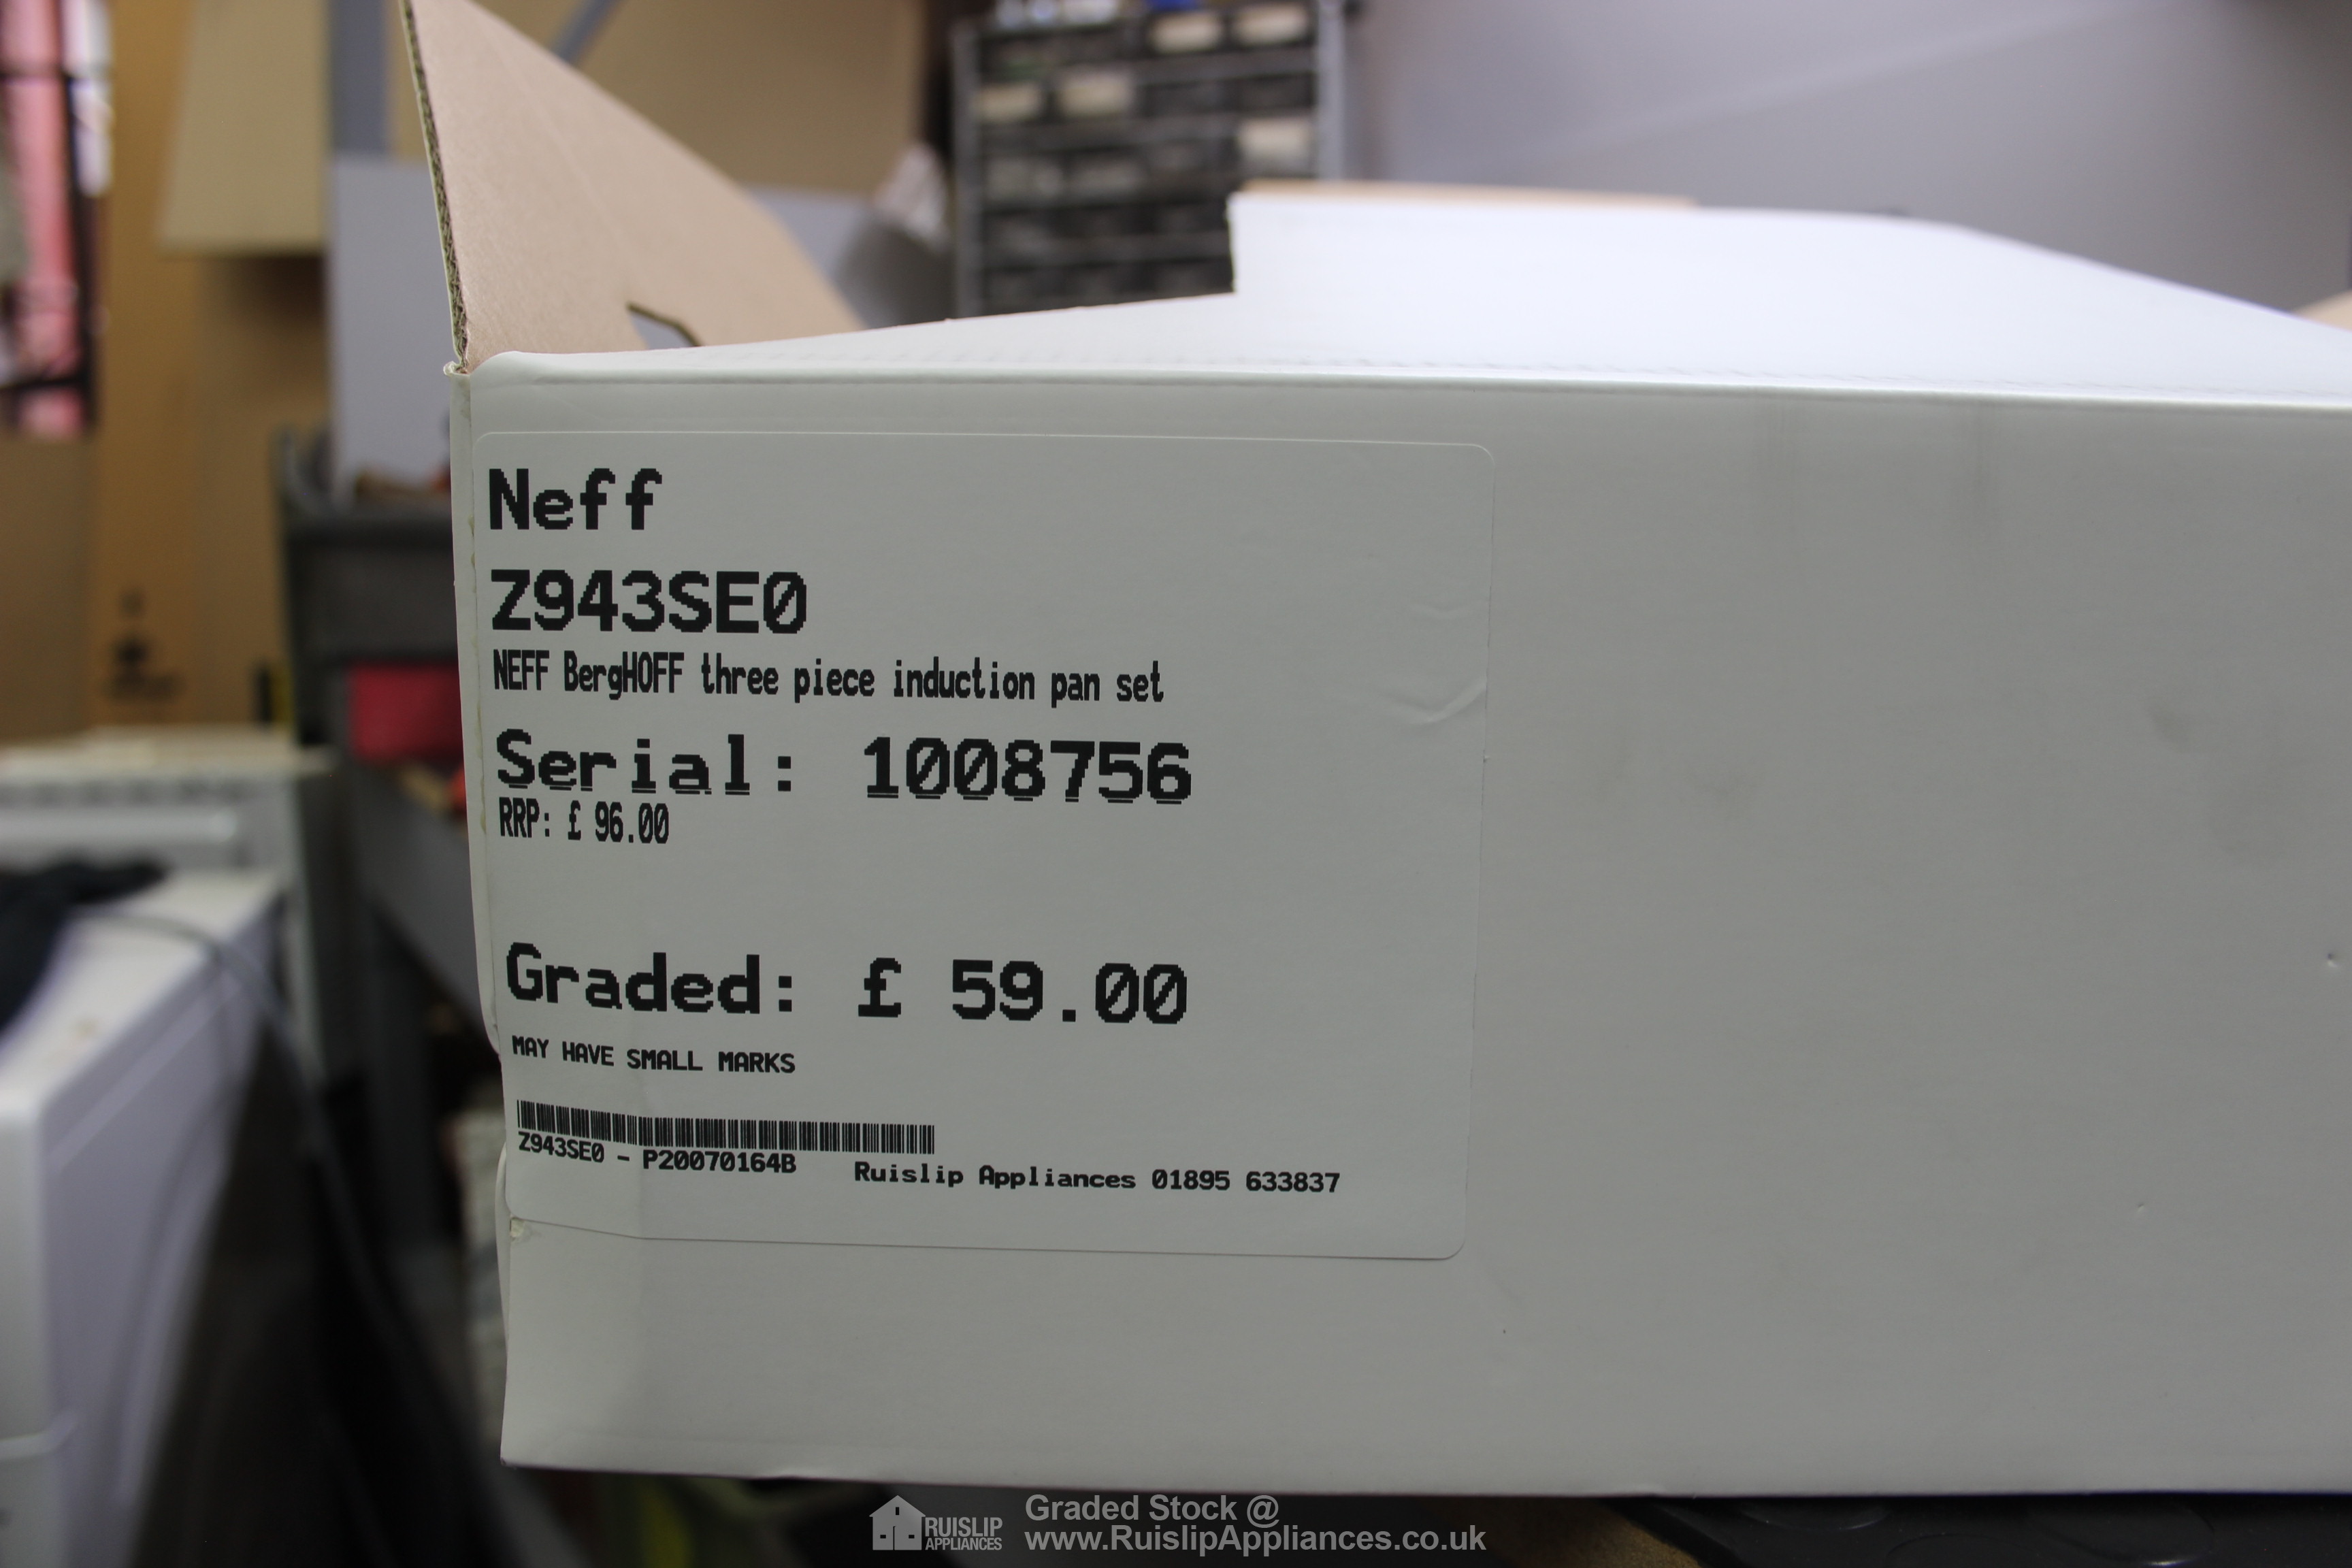 Neff
Z943SE0
NEFF BergHOFF three piece induction pan set
Serial: 1008756
RRP: £ 96.00
Graded: £ 59.00
MAY HAVE SMALL MARKS
Z943SE0 - P20070164B
Ruislip Appliances 01895 633837
RUISLIP
APPLIANCES
Graded Stock @
www.RuislipAppliances.co.uk